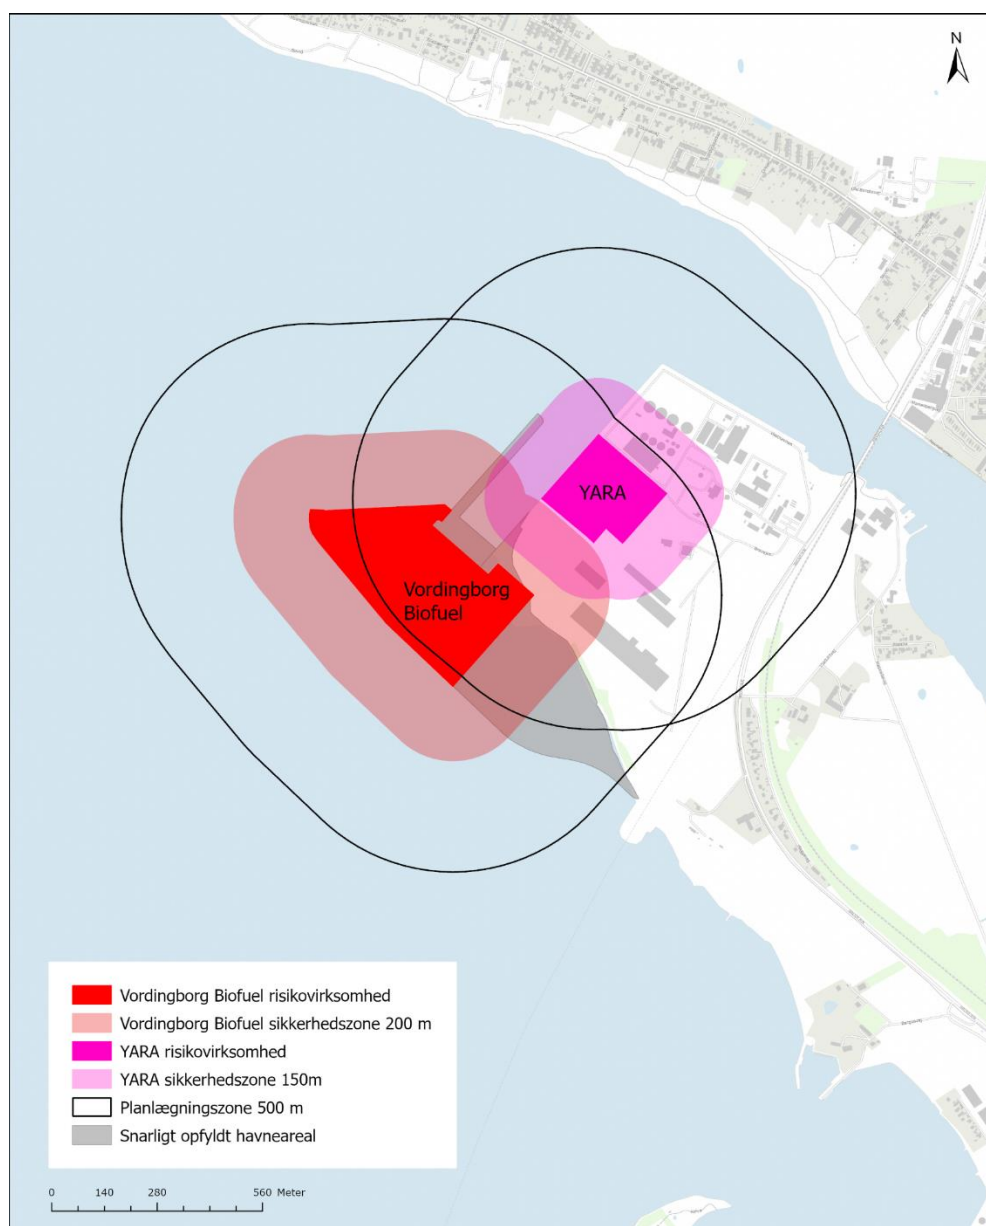 N
YARA
Vordingborg
Biofuel
Vordingborg Biofuel risikovirksomhed
Vordingborg Biofuel sikkerhedszone 200 m
YARA risikovirksomhed
YARA sikkerhedszone 150m
Planlægningszone 500 m
Snarligt opfyldt havneareal
0 140 280 560 Meter